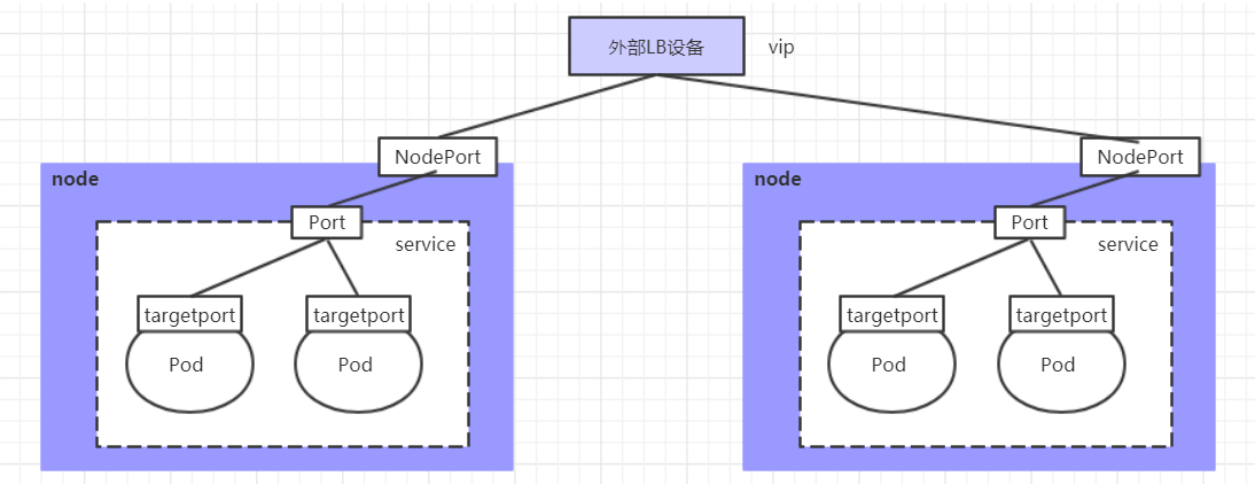 外部LB设备
vip
NodePort
NodePort
node
node
Port
Port
service
service
targetport
targetport
targetport
targetport
Pod
Pod
Pod
Pod